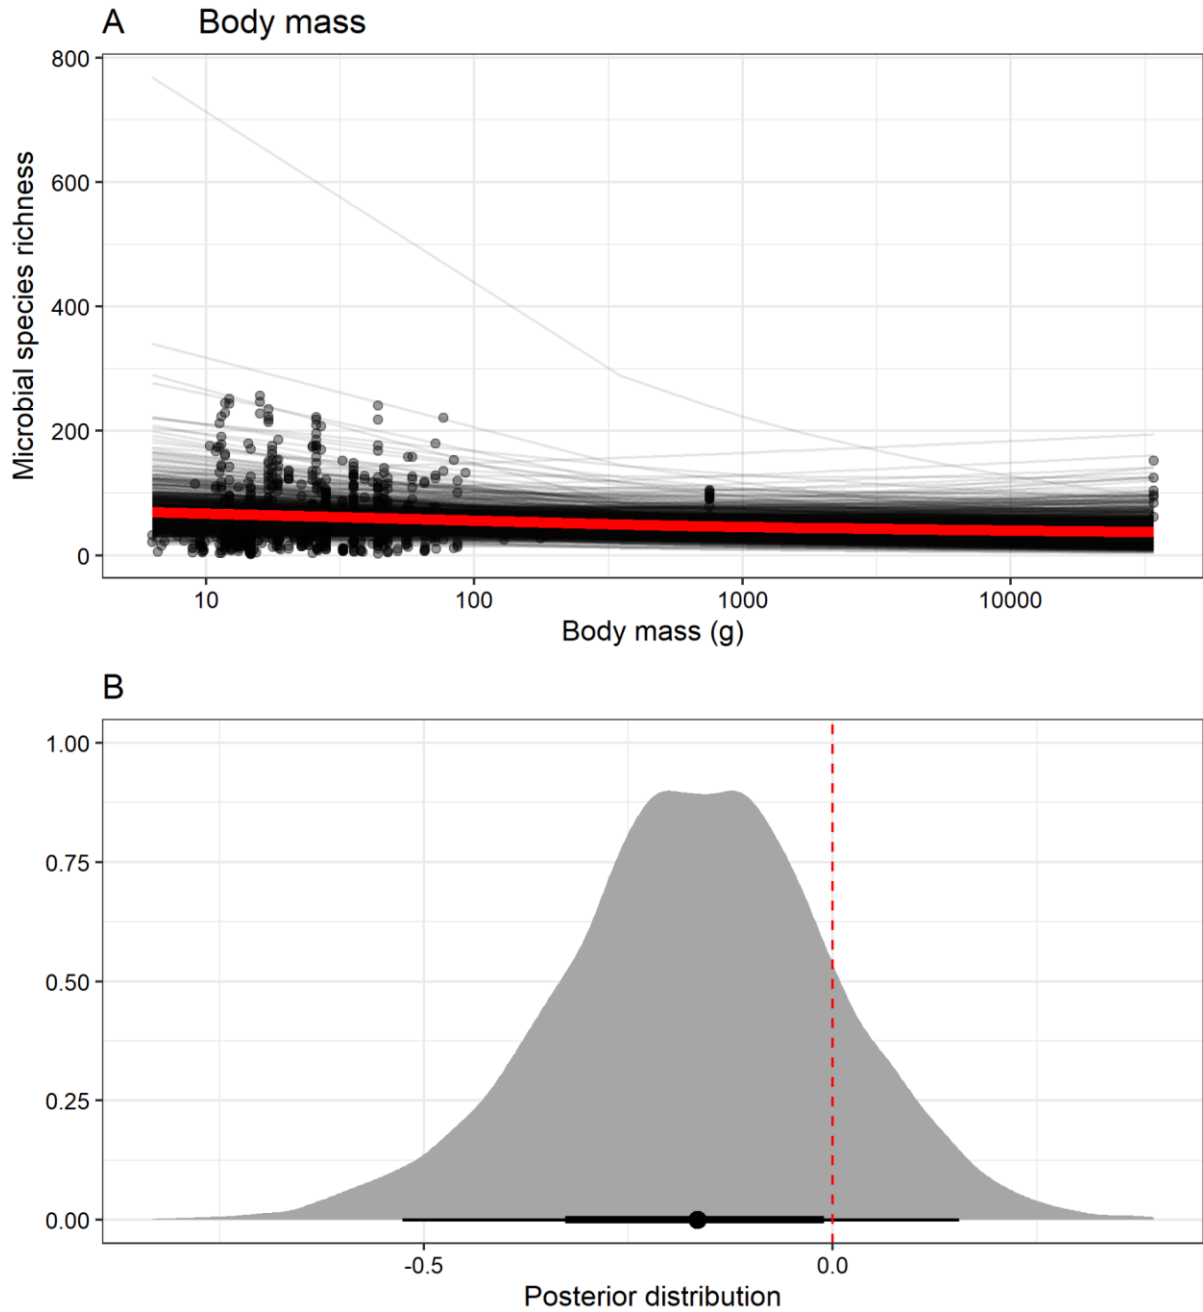 A Body mass
800
600
400
200
0
Microbial species richness
10 100 1000 10000
Body mass (g)
B
1.00
0.75
0.50
0.25
0.00
-0.5 0.0
Posterior distribution